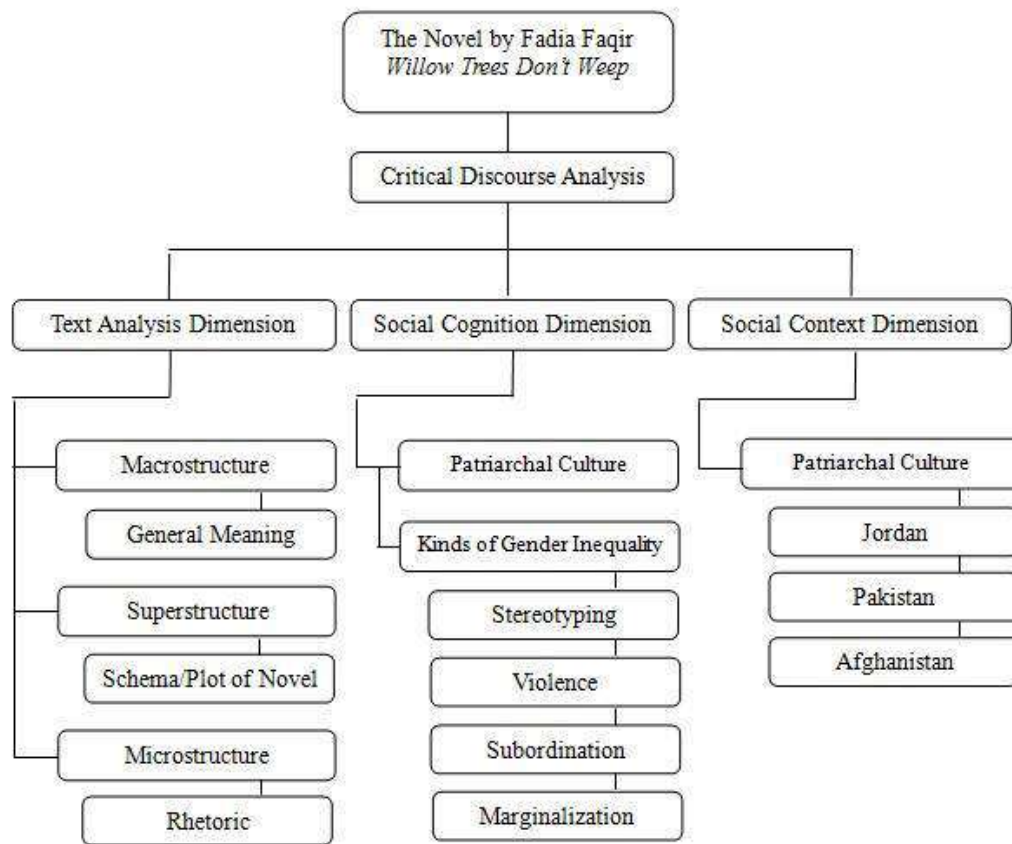 The Novel by Fadia Faqir
Willow Trees Don't Weep
Critical Discourse Analysis
Text Analysis Dimension
Social Cognition Dimension
Social Context Dimension
Macrostructure
General Meaning
Superstructure
Schema/Plot of Novel
Microstructure
Rhetoric
Patriarchal Culture
Kinds of Gender Inequality
Stereotyping
Violence
Subordination
Marginalization
Patriarchal Culture
Jordan
Pakistan
Afghanistan